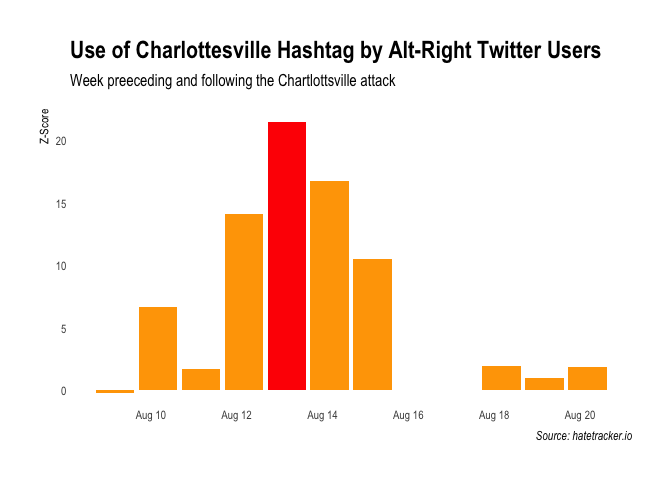 Use of Charlottesville Hashtag by Alt-Right Twitter Users
Week preeceding and following the Chartlottsville attack
Z-Score
20
15
10
5
0
Aug 10 Aug 12 Aug 14 Aug 16 Aug 18 Aug 20
Source: hatetracker.io